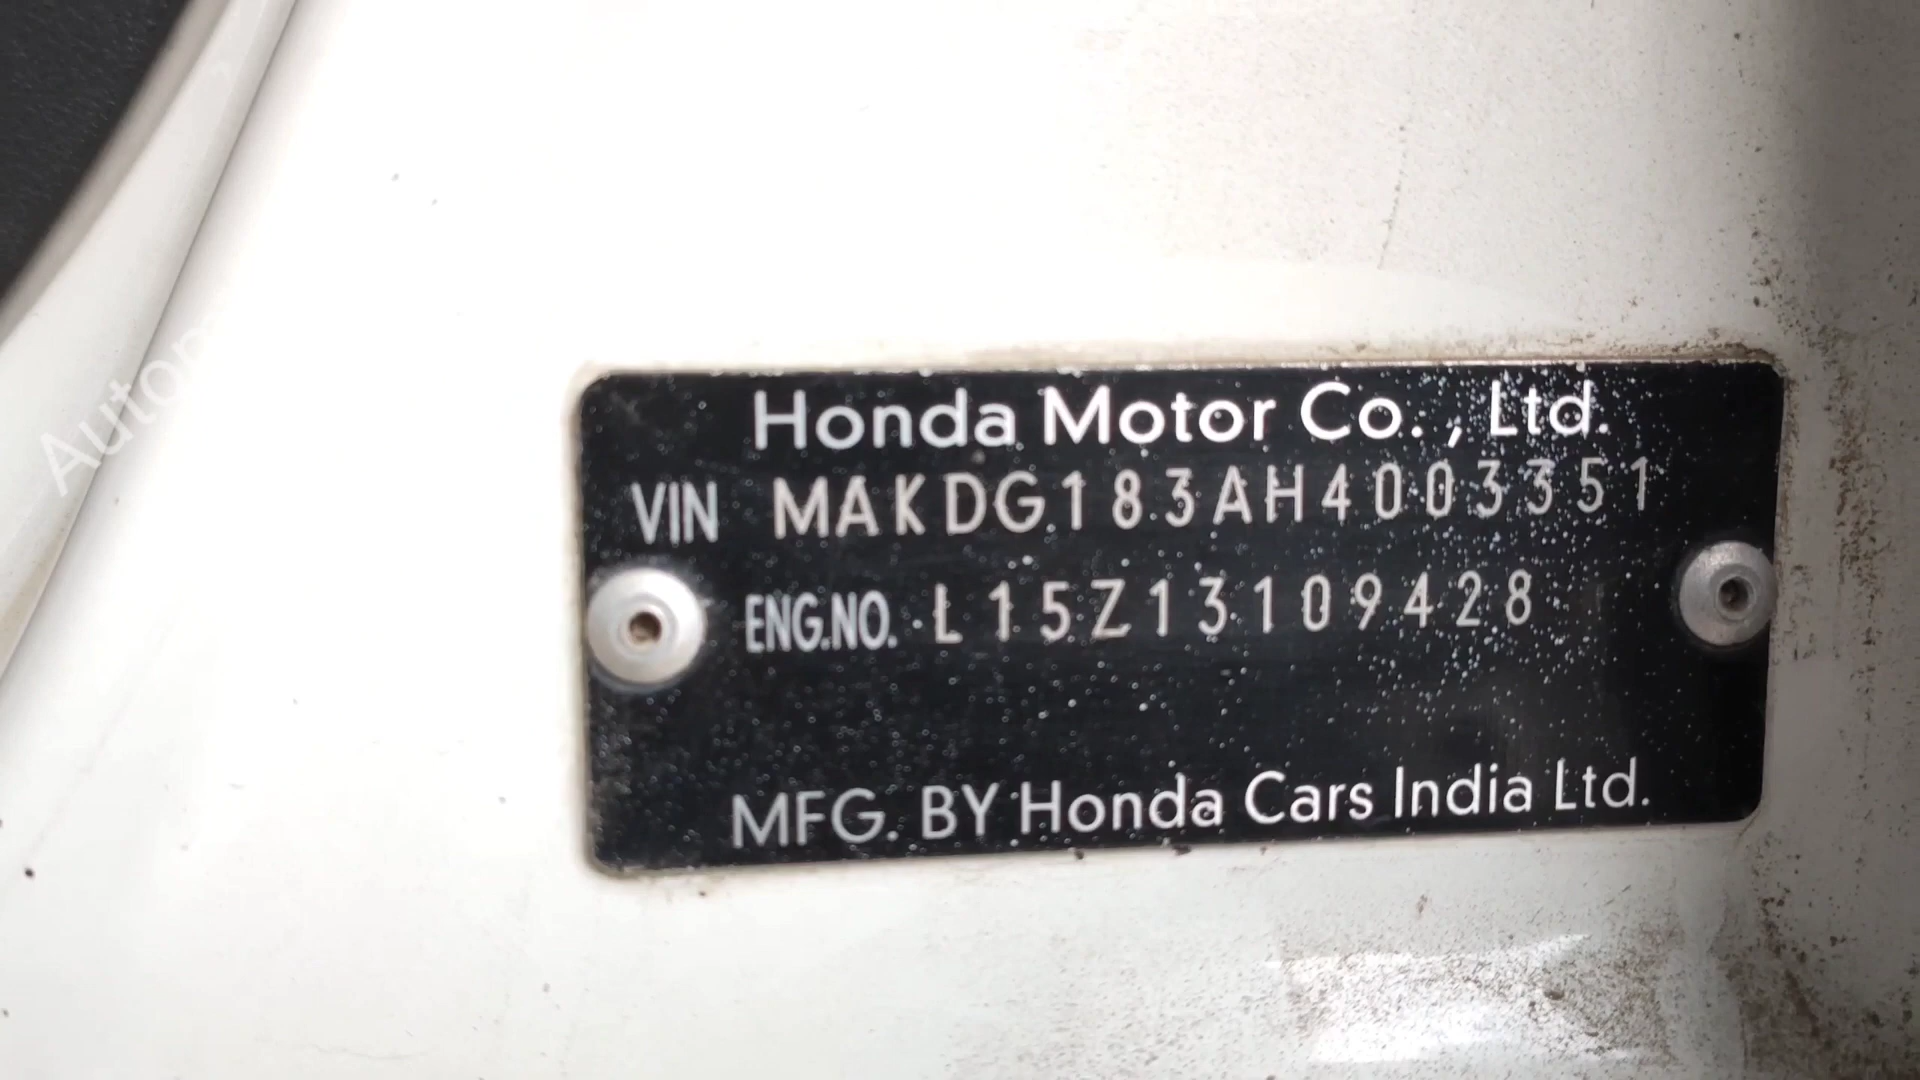 Honda Motor Co., Ltd.
VIN MAKDG183AH4003351
ENG.NO. L15Z13109428
MFG. BY Honda Cars India Ltd.